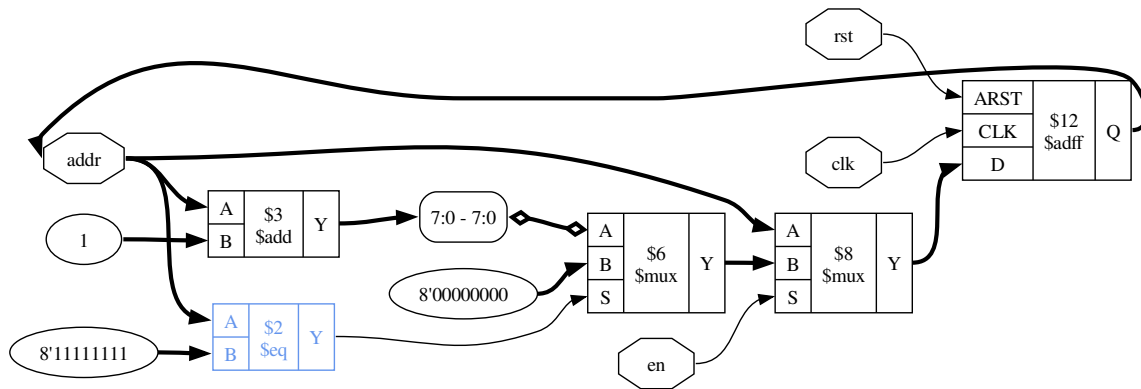 rst
ARST
CLK
D
$12
$adff
Q
clk
addr
A
B
$3
$add
Y
1
7:0 - 7:0
A
B
S
$6
$mux
Y
8'00000000
A
B
S
$8
$mux
Y
A
B
$2
$eq
Y
8'11111111
en